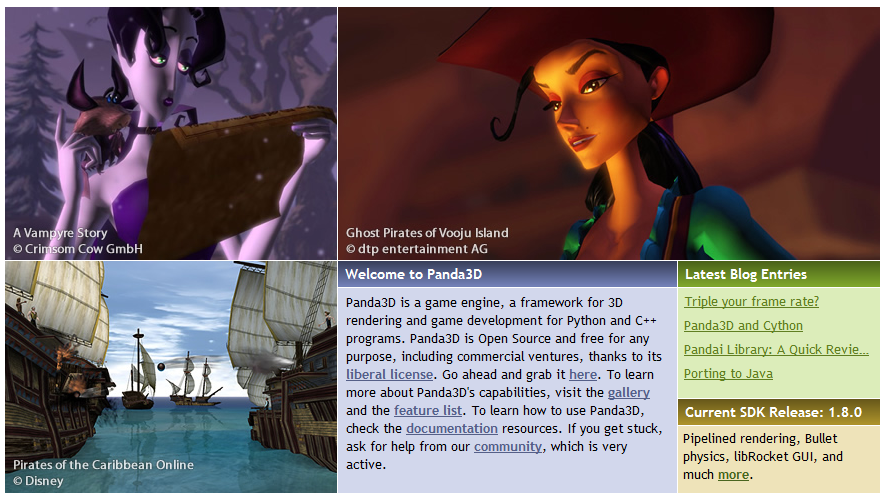 A Vampyre Story
© Crimsom Cow GmbH
Ghost Pirates of Vooju Island
© dtp entertainment AG
Pirates of the Caribbean Online
© Disney
Welcome to Panda3D
Panda3D is a game engine, a framework for 3D
rendering and game development for Python and C++
programs. Panda3D is Open Source and free for any
purpose, including commercial ventures, thanks to its
liberal license. Go ahead and grab it here. To learn
more about Panda3D's capabilities, visit the gallery
and the feature list. To learn how to use Panda3D,
check the documentation resources. If you get stuck,
ask for help from our community, which is very
active.
Latest Blog Entries
Triple your frame rate?
Panda3D and Cython
Pandai Library: A Quick Revie...
Porting to Java
Current SDK Release: 1.8.0
Pipelined rendering, Bullet
physics, libRocket GUI, and
much more.